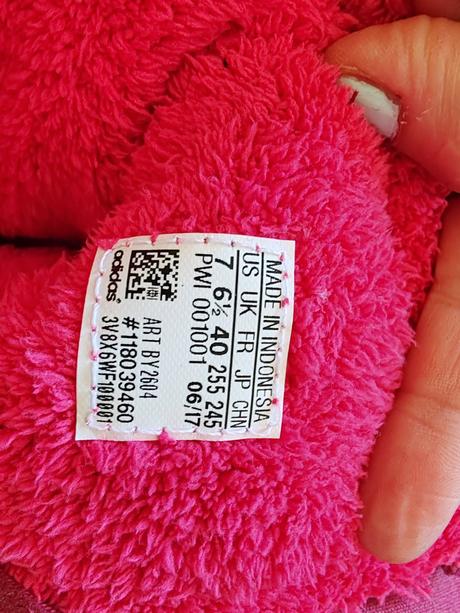 MADE IN INDONESIA
US UK FR JP CHN
7 6½ 40 255 245
PWI 001001 06/17
ART BY2604
#118039460
3V8X6WF100001
adidas